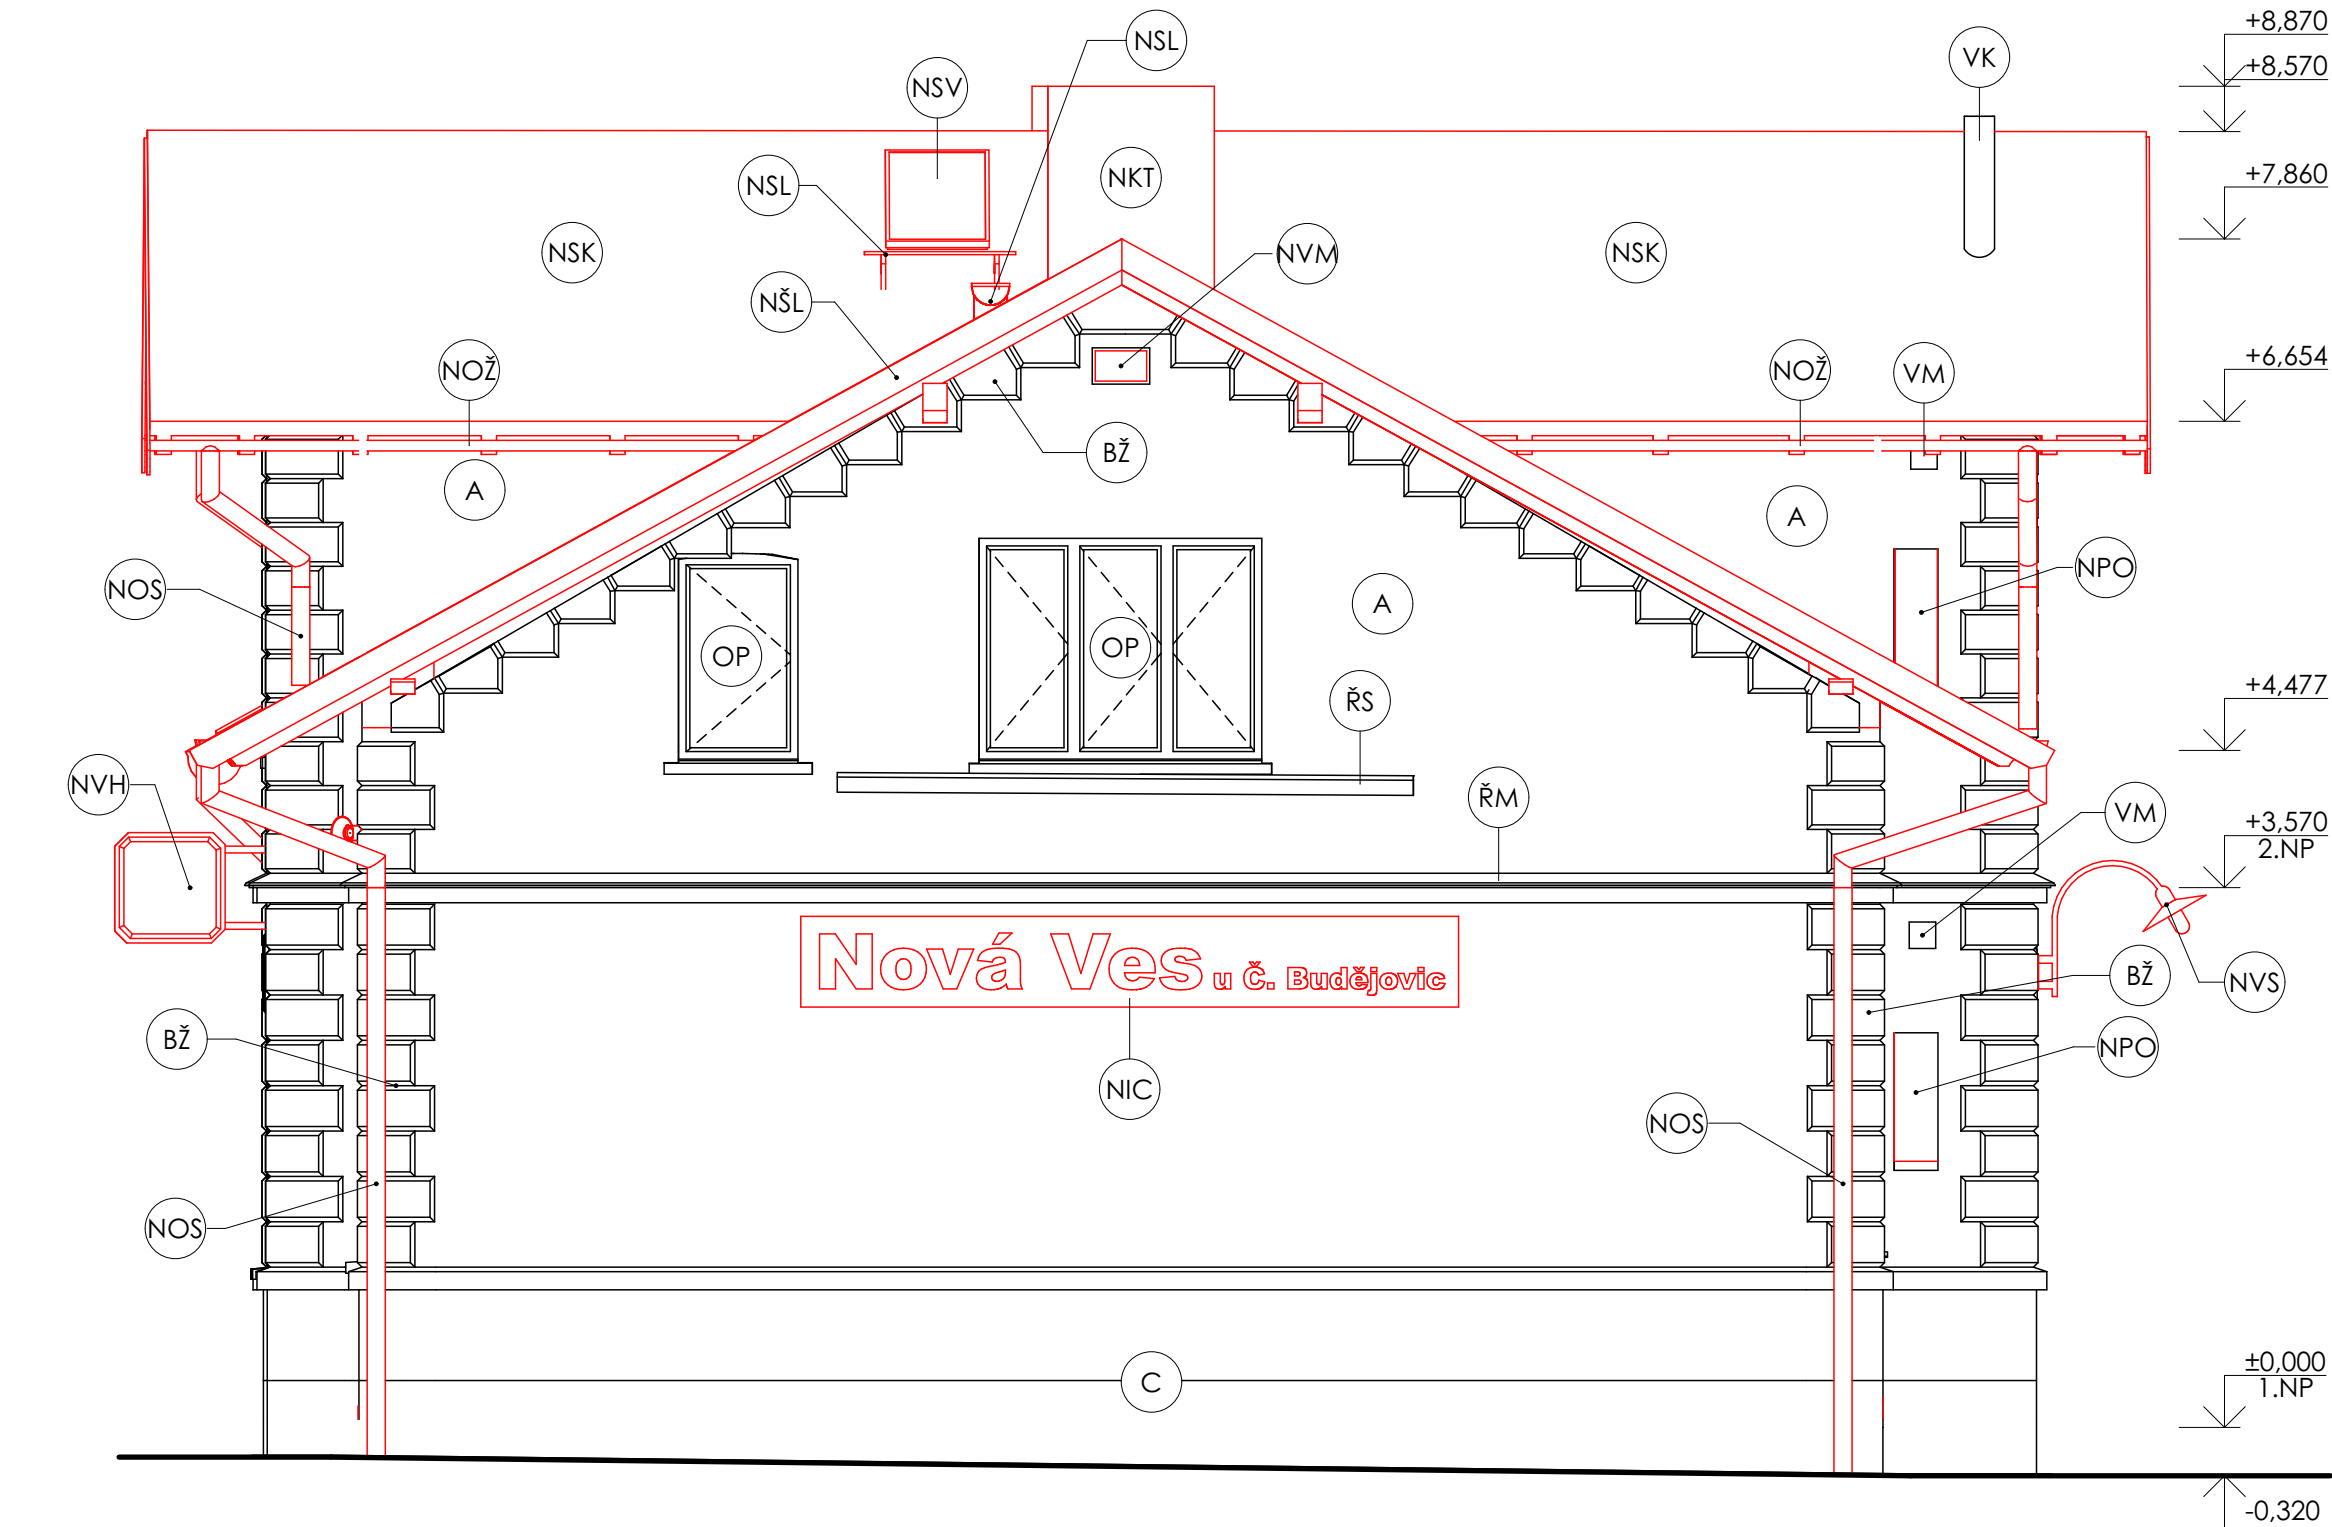 +8,870
NSL
VK
+8,570
NSV
+7,860
NKT
NSL
NSK
NVM
NSK
NŠL
+6,654
NOŽ
NOŽ
VM
BŽ
A
A
NPO
NOS
A
OP
OP
+4,477
ŘS
NVH
ŘM
VM
+3,570
2.NP
Nová Ves u Č. Budějovic
BŽ
NVS
BŽ
NPO
NIC
NOS
NOS
±0,000
1.NP
C
-0,320